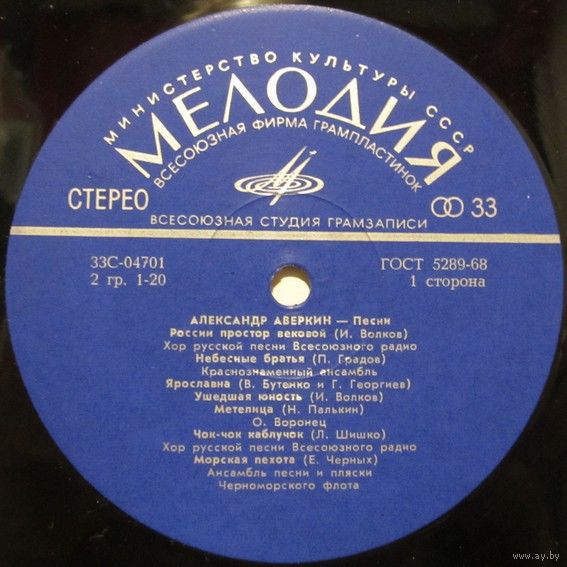 МИНИСТЕРСТВО КУЛЬТУРЫ СССР
МЕЛОДИЯ
ВСЕСОЮЗНАЯ ФИРМА ГРАМПЛАСТИНОК
СТЕРЕО
33
ВСЕСОЮЗНАЯ СТУДИЯ ГРАМЗАПИСИ
33С-04701
ГОСТ 5289-68
2 гр. 1-20
1 сторона
АЛЕКСАНДР АВЕРКИН — Песни
России простор вековой (И. Волков)
Хор русской песни Всесоюзного радио
Небесные братья (П. Градов)
Краснознаменный ансамбль
Ярославна (В. Бутенко и Г. Георгиев)
Ушедшая юность (И. Волков)
Метелица (Н. Палькин)
О. Воронец
Чок-чок каблучок (Л. Шишко)
Хор русской песни Всесоюзного радио
Морская пехота (Е. Черных)
Ансамбль песни и пляски
Черноморского флота
www.ay.by